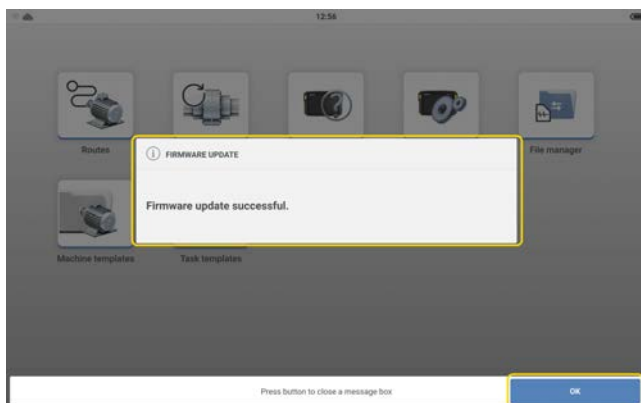 12:56
Routes
File manager
FIRMWARE UPDATE
Firmware update successful.
Machine templates
Task templates
Press button to close a message box
OK